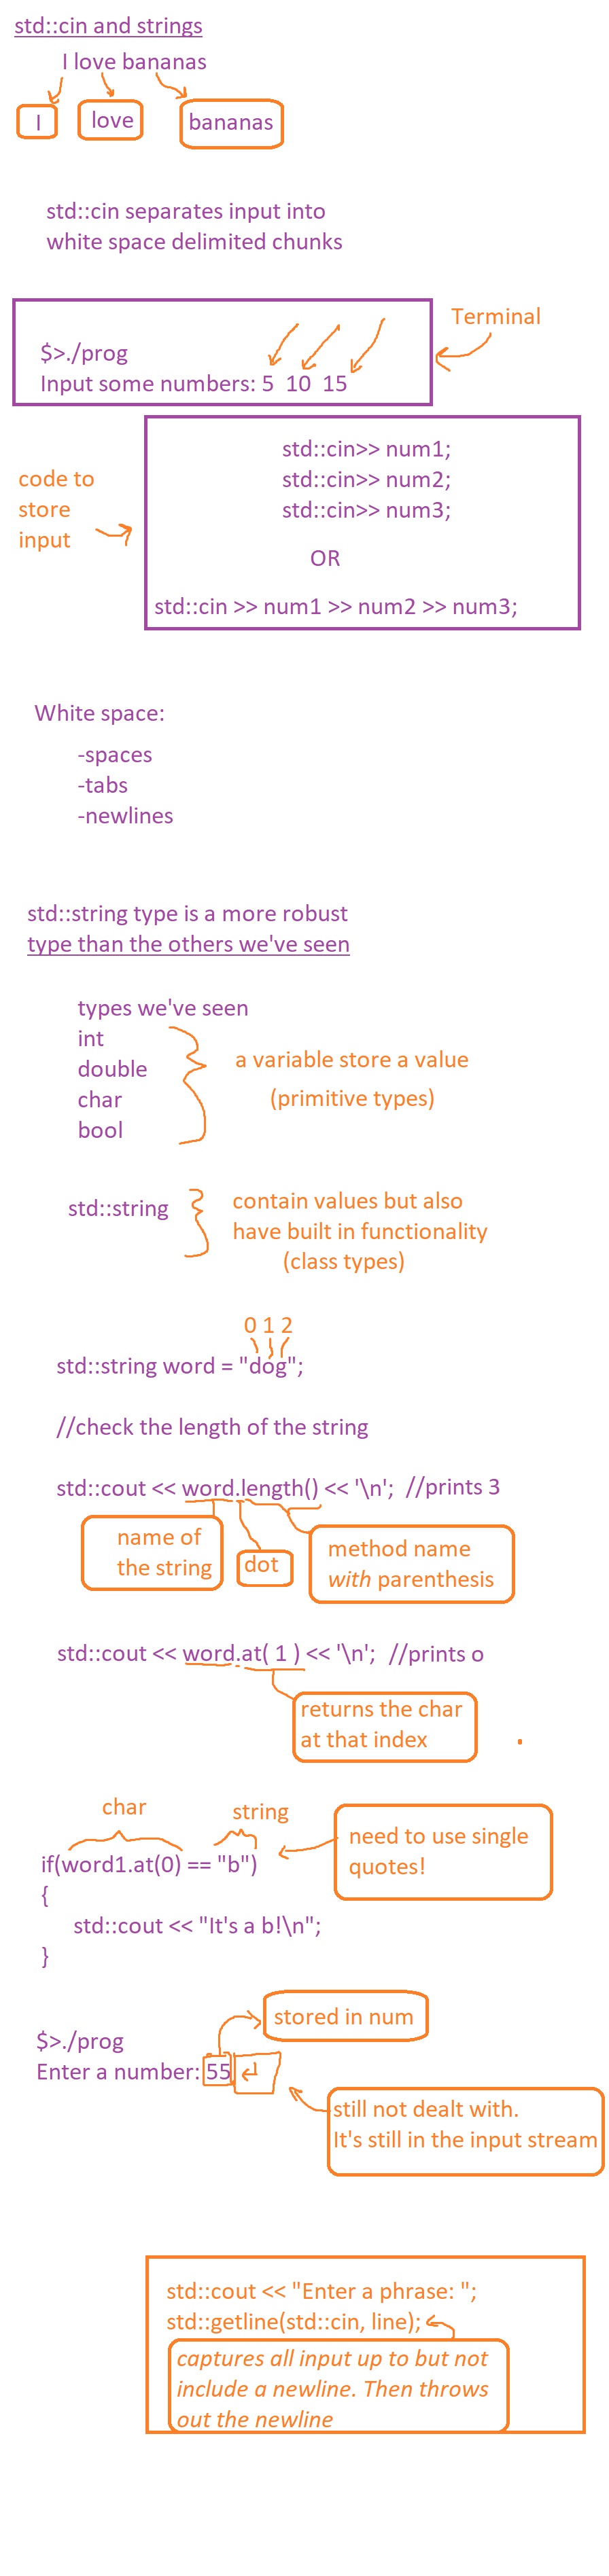 std::cin and strings
I love bananas
I love bananas
std::cin separates input into
white space delimited chunks
Terminal
$>./prog
Input some numbers: 5 10 15
code to
store
input
std::cin>> num1;
std::cin>> num2;
std::cin>> num3;
OR
std::cin >> num1 >> num2 >> num3;
White space:
-spaces
-tabs
-newlines
std::string type is a more robust
type than the others we've seen
types we've seen
int
double
char
bool
a variable store a value
(primitive types)
std::string
contain values but also
have built in functionality
(class types)
0 1 2
std::string word = "dog";
//check the length of the string
std::cout << word.length() << '\n'; //prints 3
name of
the string
dot
method name
with parenthesis
std::cout << word.at( 1 ) << '\n'; //prints o
returns the char
at that index
char
string
need to use single
quotes!
if(word1.at(0) == "b")
{
std::cout << "It's a b!\n";
}
stored in num
$>./prog
Enter a number: 55
still not dealt with.
It's still in the input stream
std::cout << "Enter a phrase: ";
std::getline(std::cin, line);
captures all input up to but not
include a newline. Then throws
out the newline